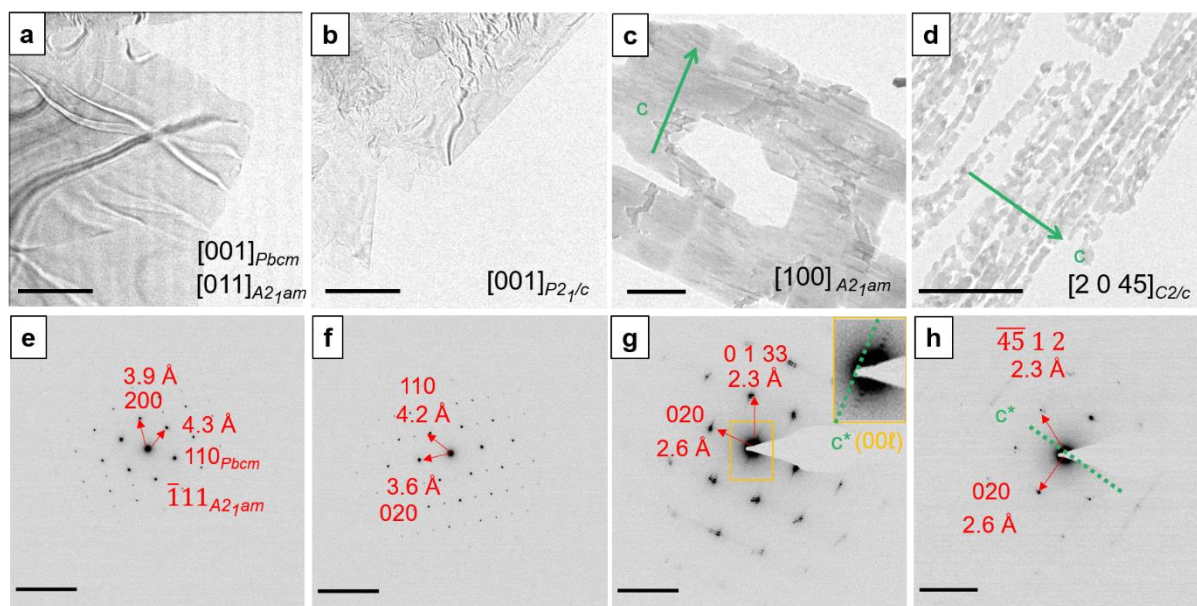 a
b
c
d
c
c
[001]Pbcm
[011]A2₁am
[001]P2₁/c
[100]A2₁am
[2 0 45]C2/c
e
f
g
h
3.9 Å
200
4.3 Å
110Pbcm
1̅11A2₁am
110
4.2 Å
3.6 Å
020
0 1 33
2.3 Å
020
2.6 Å
c* (00ℓ)
4̅5̅ 1 2
2.3 Å
c*
020
2.6 Å